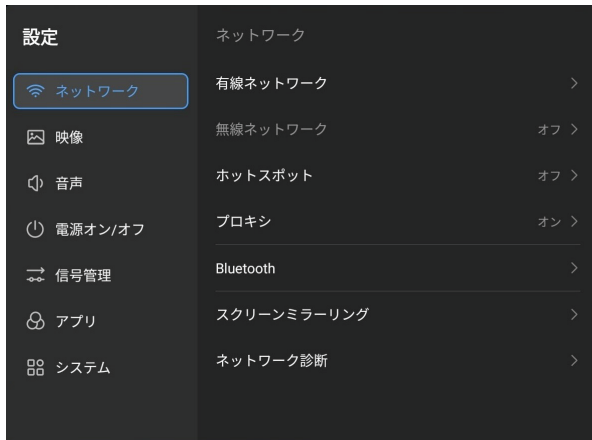 設定
ネットワーク
映像
音声
電源オン/オフ
信号管理
アプリ
システム
ネットワーク
有線ネットワーク
無線ネットワーク オフ
ホットスポット オフ
プロキシ オン
Bluetooth
スクリーンミラーリング
ネットワーク診断